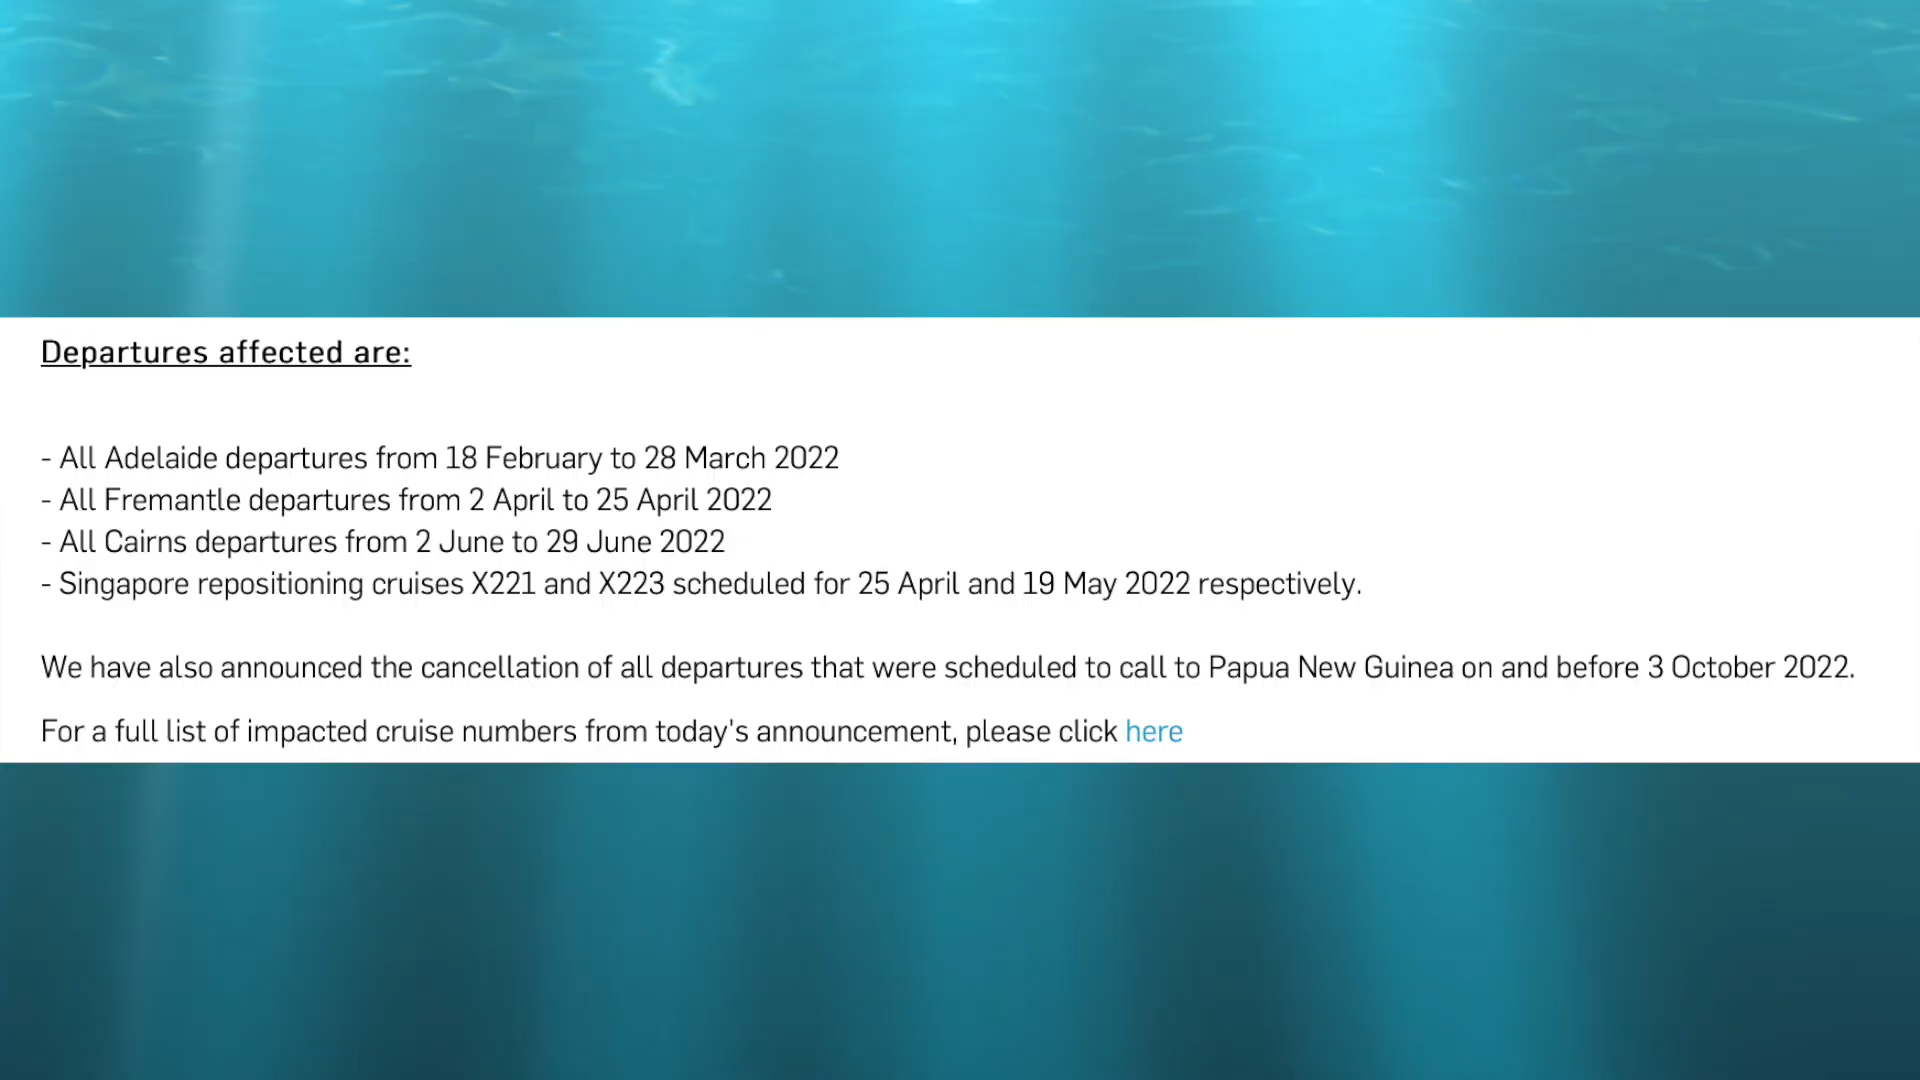 Departures affected are:
- All Adelaide departures from 18 February to 28 March 2022
- All Fremantle departures from 2 April to 25 April 2022
- All Cairns departures from 2 June to 29 June 2022
- Singapore repositioning cruises X221 and X223 scheduled for 25 April and 19 May 2022 respectively.
We have also announced the cancellation of all departures that were scheduled to call to Papua New Guinea on and before 3 October 2022.
For a full list of impacted cruise numbers from today's announcement, please click here